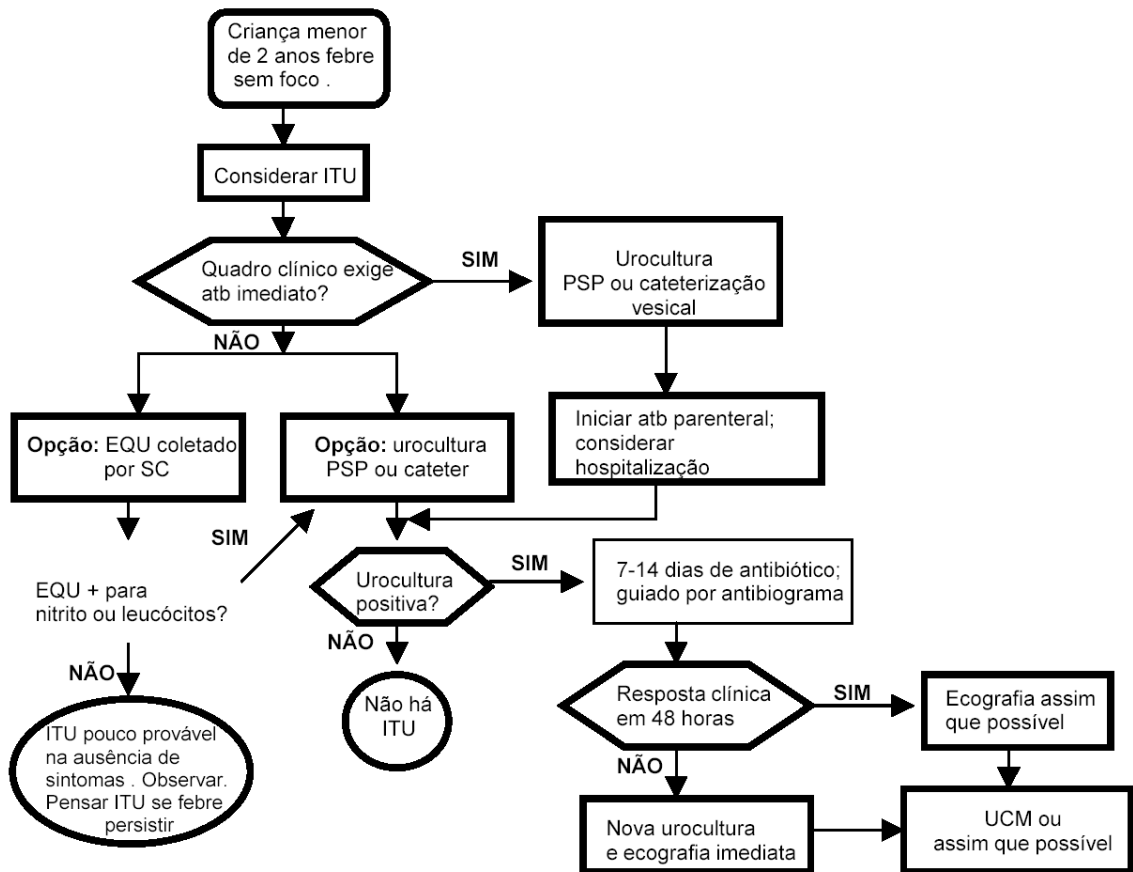 Criança menor
de 2 anos febre
sem foco .
Considerar ITU
Quadro clínico exige
atb imediato?
SIM
Urocultura
PSP ou cateterização
vesical
NÃO
Iniciar atb parenteral;
considerar
hospitalização
Opção: EQU coletado
por SC
Opção: urocultura
PSP ou cateter
SIM
EQU + para
nitrito ou leucócitos?
Urocultura
positiva?
SIM
7-14 dias de antibiótico;
guiado por antibiograma
NÃO
NÃO
ITU pouco provável
na ausência de
sintomas . Observar.
Pensar ITU se febre
persistir
Não há
ITU
Resposta clínica
em 48 horas
SIM
Ecografia assim
que possível
NÃO
Nova urocultura
e ecografia imediata
UCM ou
assim que possível